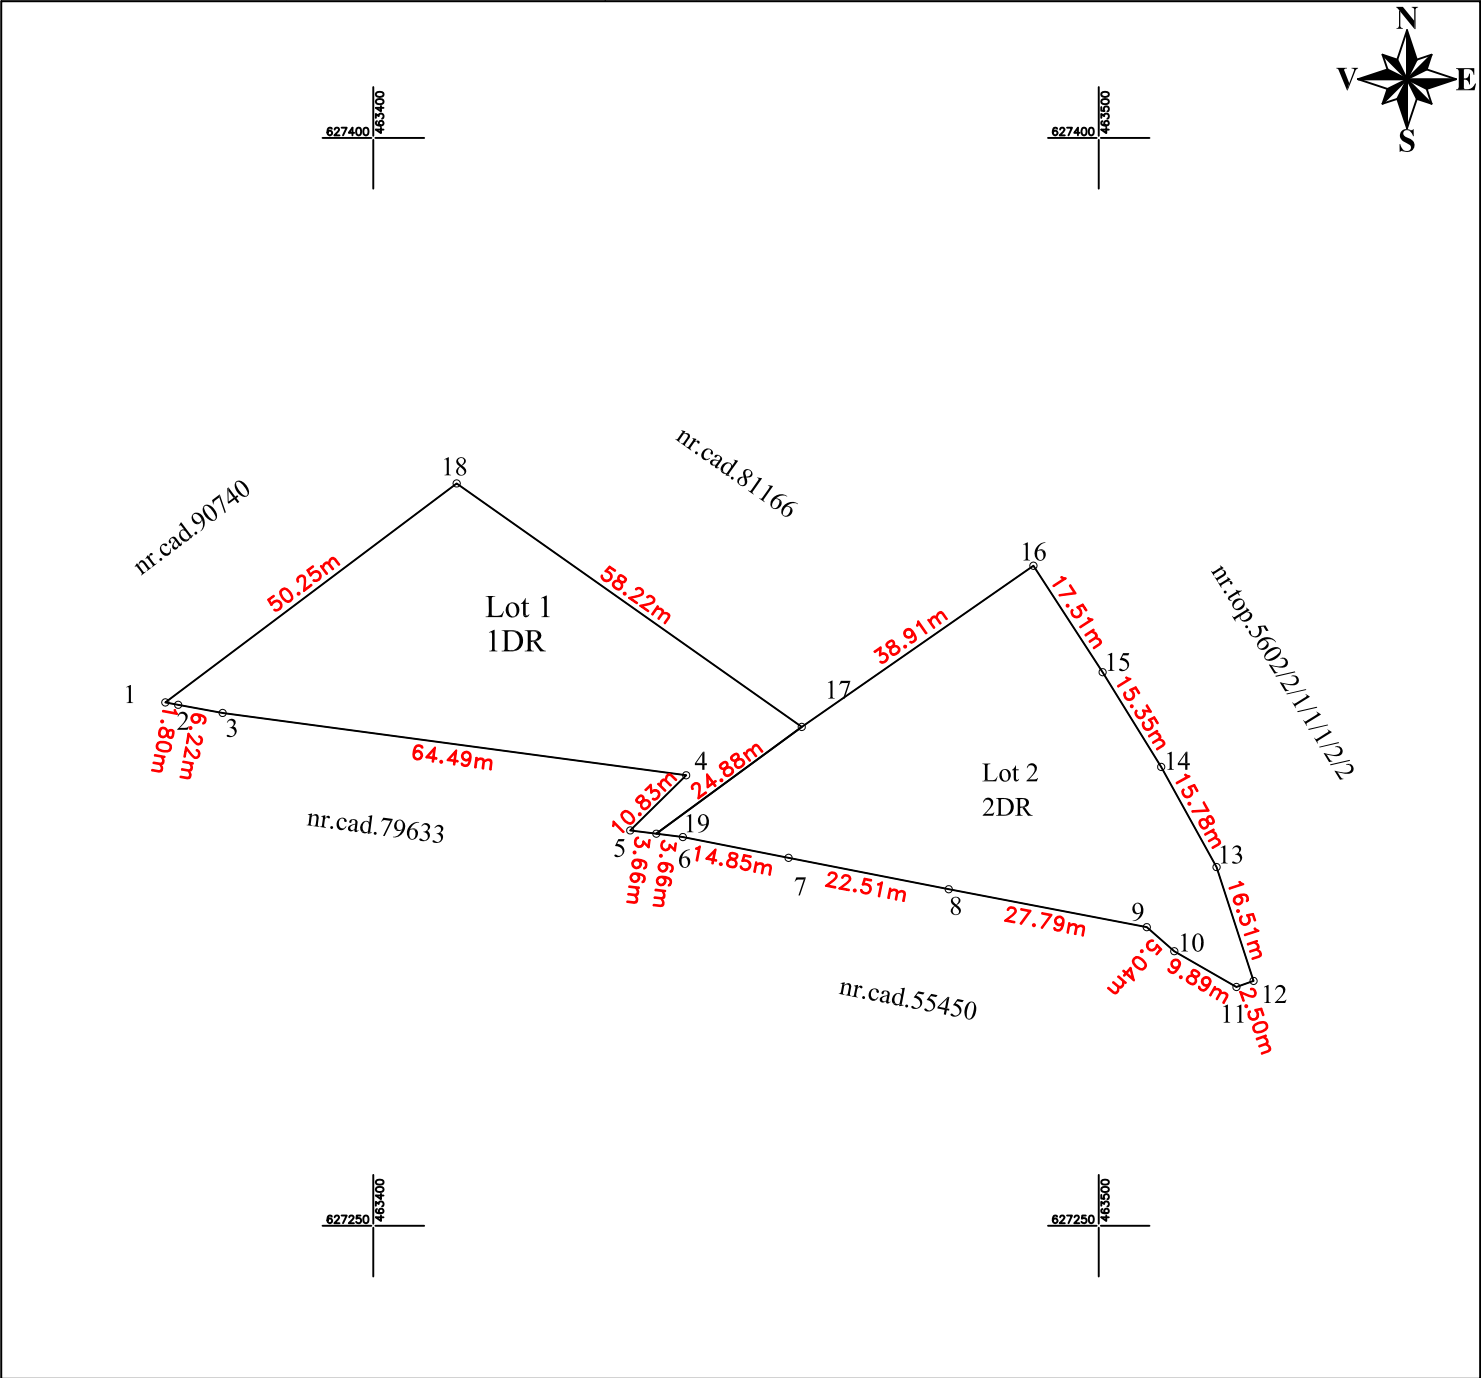 N
V
E
S
627400
463400
627400
463500
18
nr.cad.81166
nr.cad.90740
16
50.25m
58.22m
17.51m
nr.top.5602/2/1/1/1/2/2
Lot 1
1DR
38.91m
15
1
17
15.35m
2
3
1.80m
6.22m
64.49m
4
24.88m
Lot 2
2DR
14
15.78m
10.83m
nr.cad.79633
5
19
6
3.66m
3.66m
14.85m
7
13
22.51m
8
16.51m
27.79m
9
10
5.04m
9.89m
nr.cad.55450
11
12
2.50m
627250
463400
627250
463500